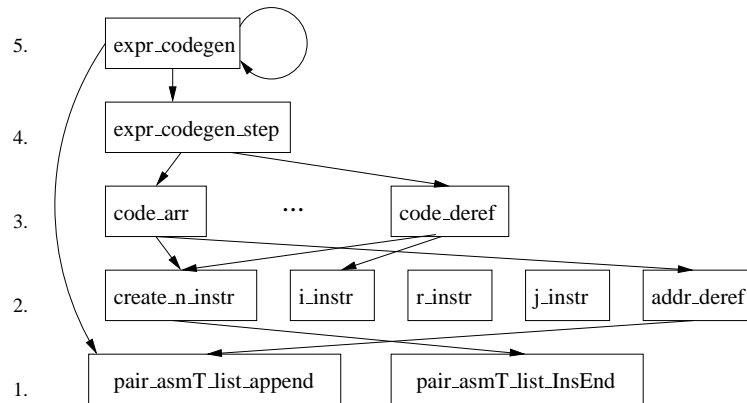 5. expr_codegen
4. expr_codegen_step
3. code_arr ... code_deref
2. create_n_instr i_instr r_instr j_instr addr_deref
1. pair_asmT_list_append pair_asmT_list_InsEnd